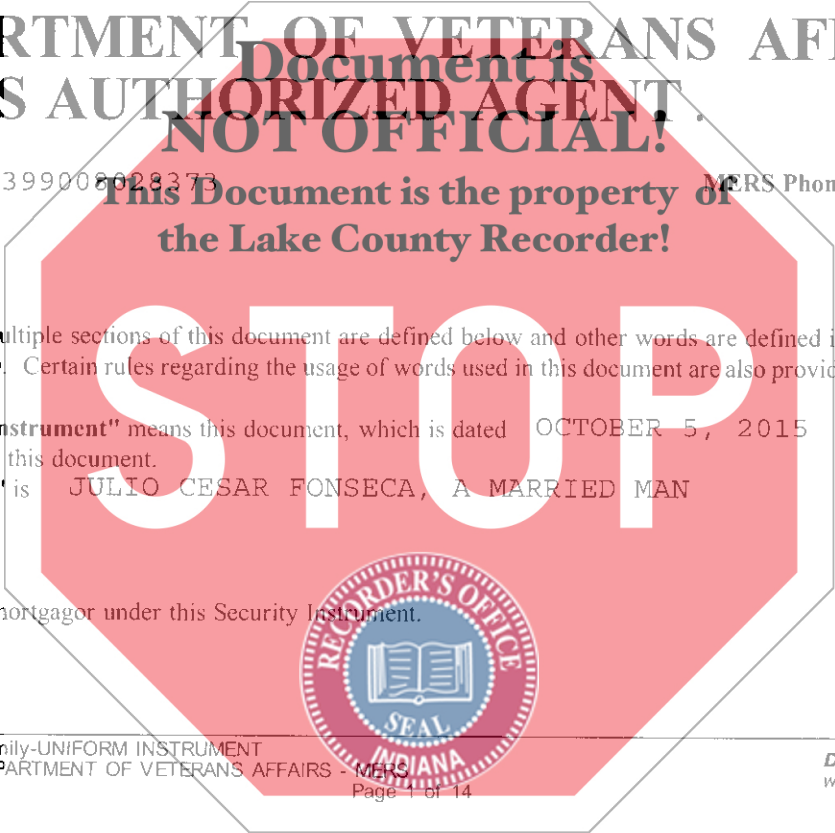 RTMENT OF VETERANS AF
Document is
S AUTHORIZED AGENT.
NOT OFFICIAL!
399008028373 MERS Phon
This Document is the property of
the Lake County Recorder!
ultiple sections of this document are defined below and other words are defined i
. Certain rules regarding the usage of words used in this document are also provid
STOP
nstrument" means this document, which is dated OCTOBER 5, 2015
this document.
" is JULIO CESAR FONSECA, A MARRIED MAN
nortgagor under this Security Instrument.
RECORDER'S OFFICE
SEAL
INDIANA
nily-UNIFORM INSTRUMENT
PARTMENT OF VETERANS AFFAIRS - MERS
Page 1 of 14